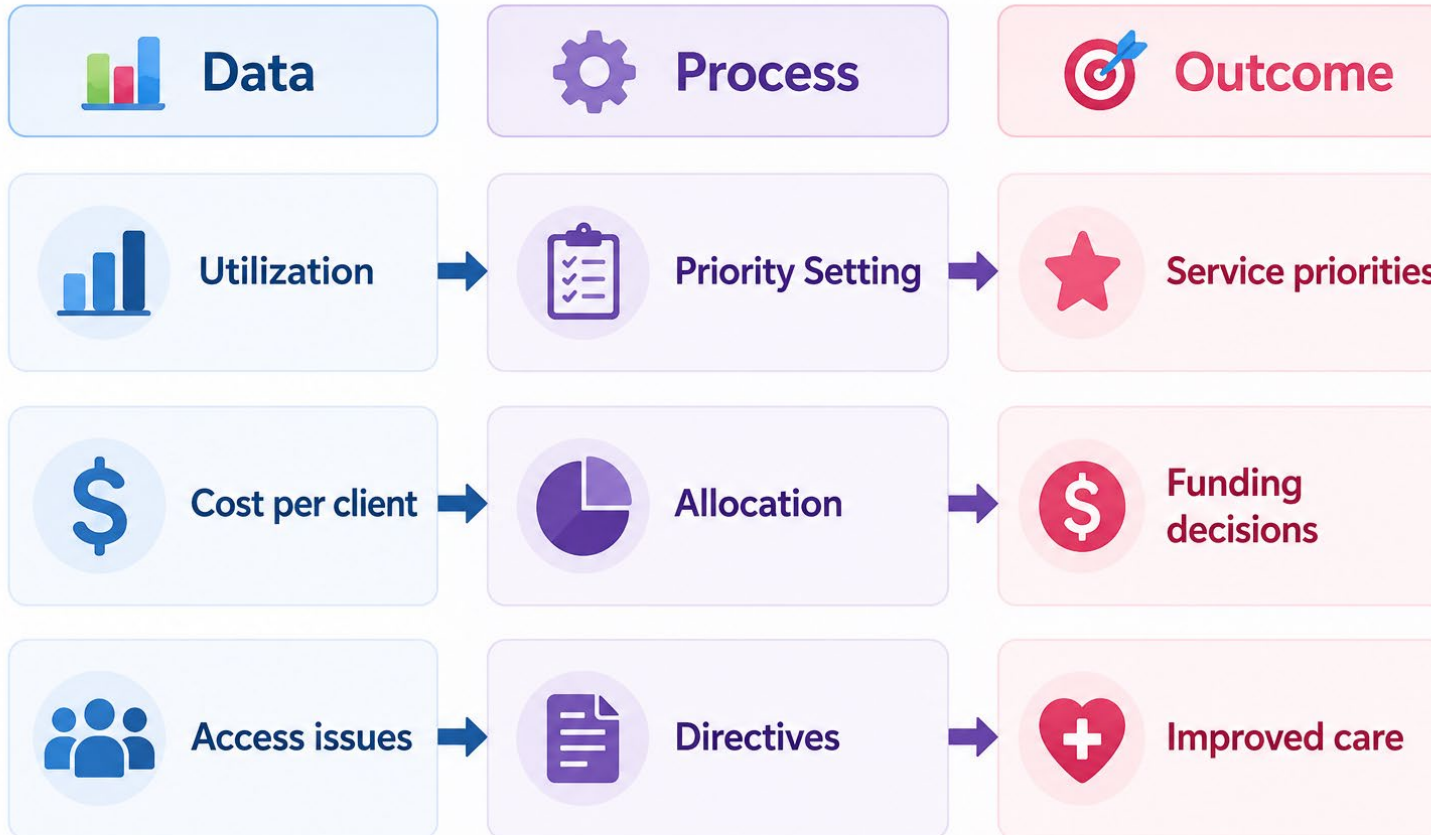 Data
Process
Outcome
Utilization
Priority Setting
Service priorities
Cost per client
Allocation
Funding
decisions
Access issues
Directives
Improved care